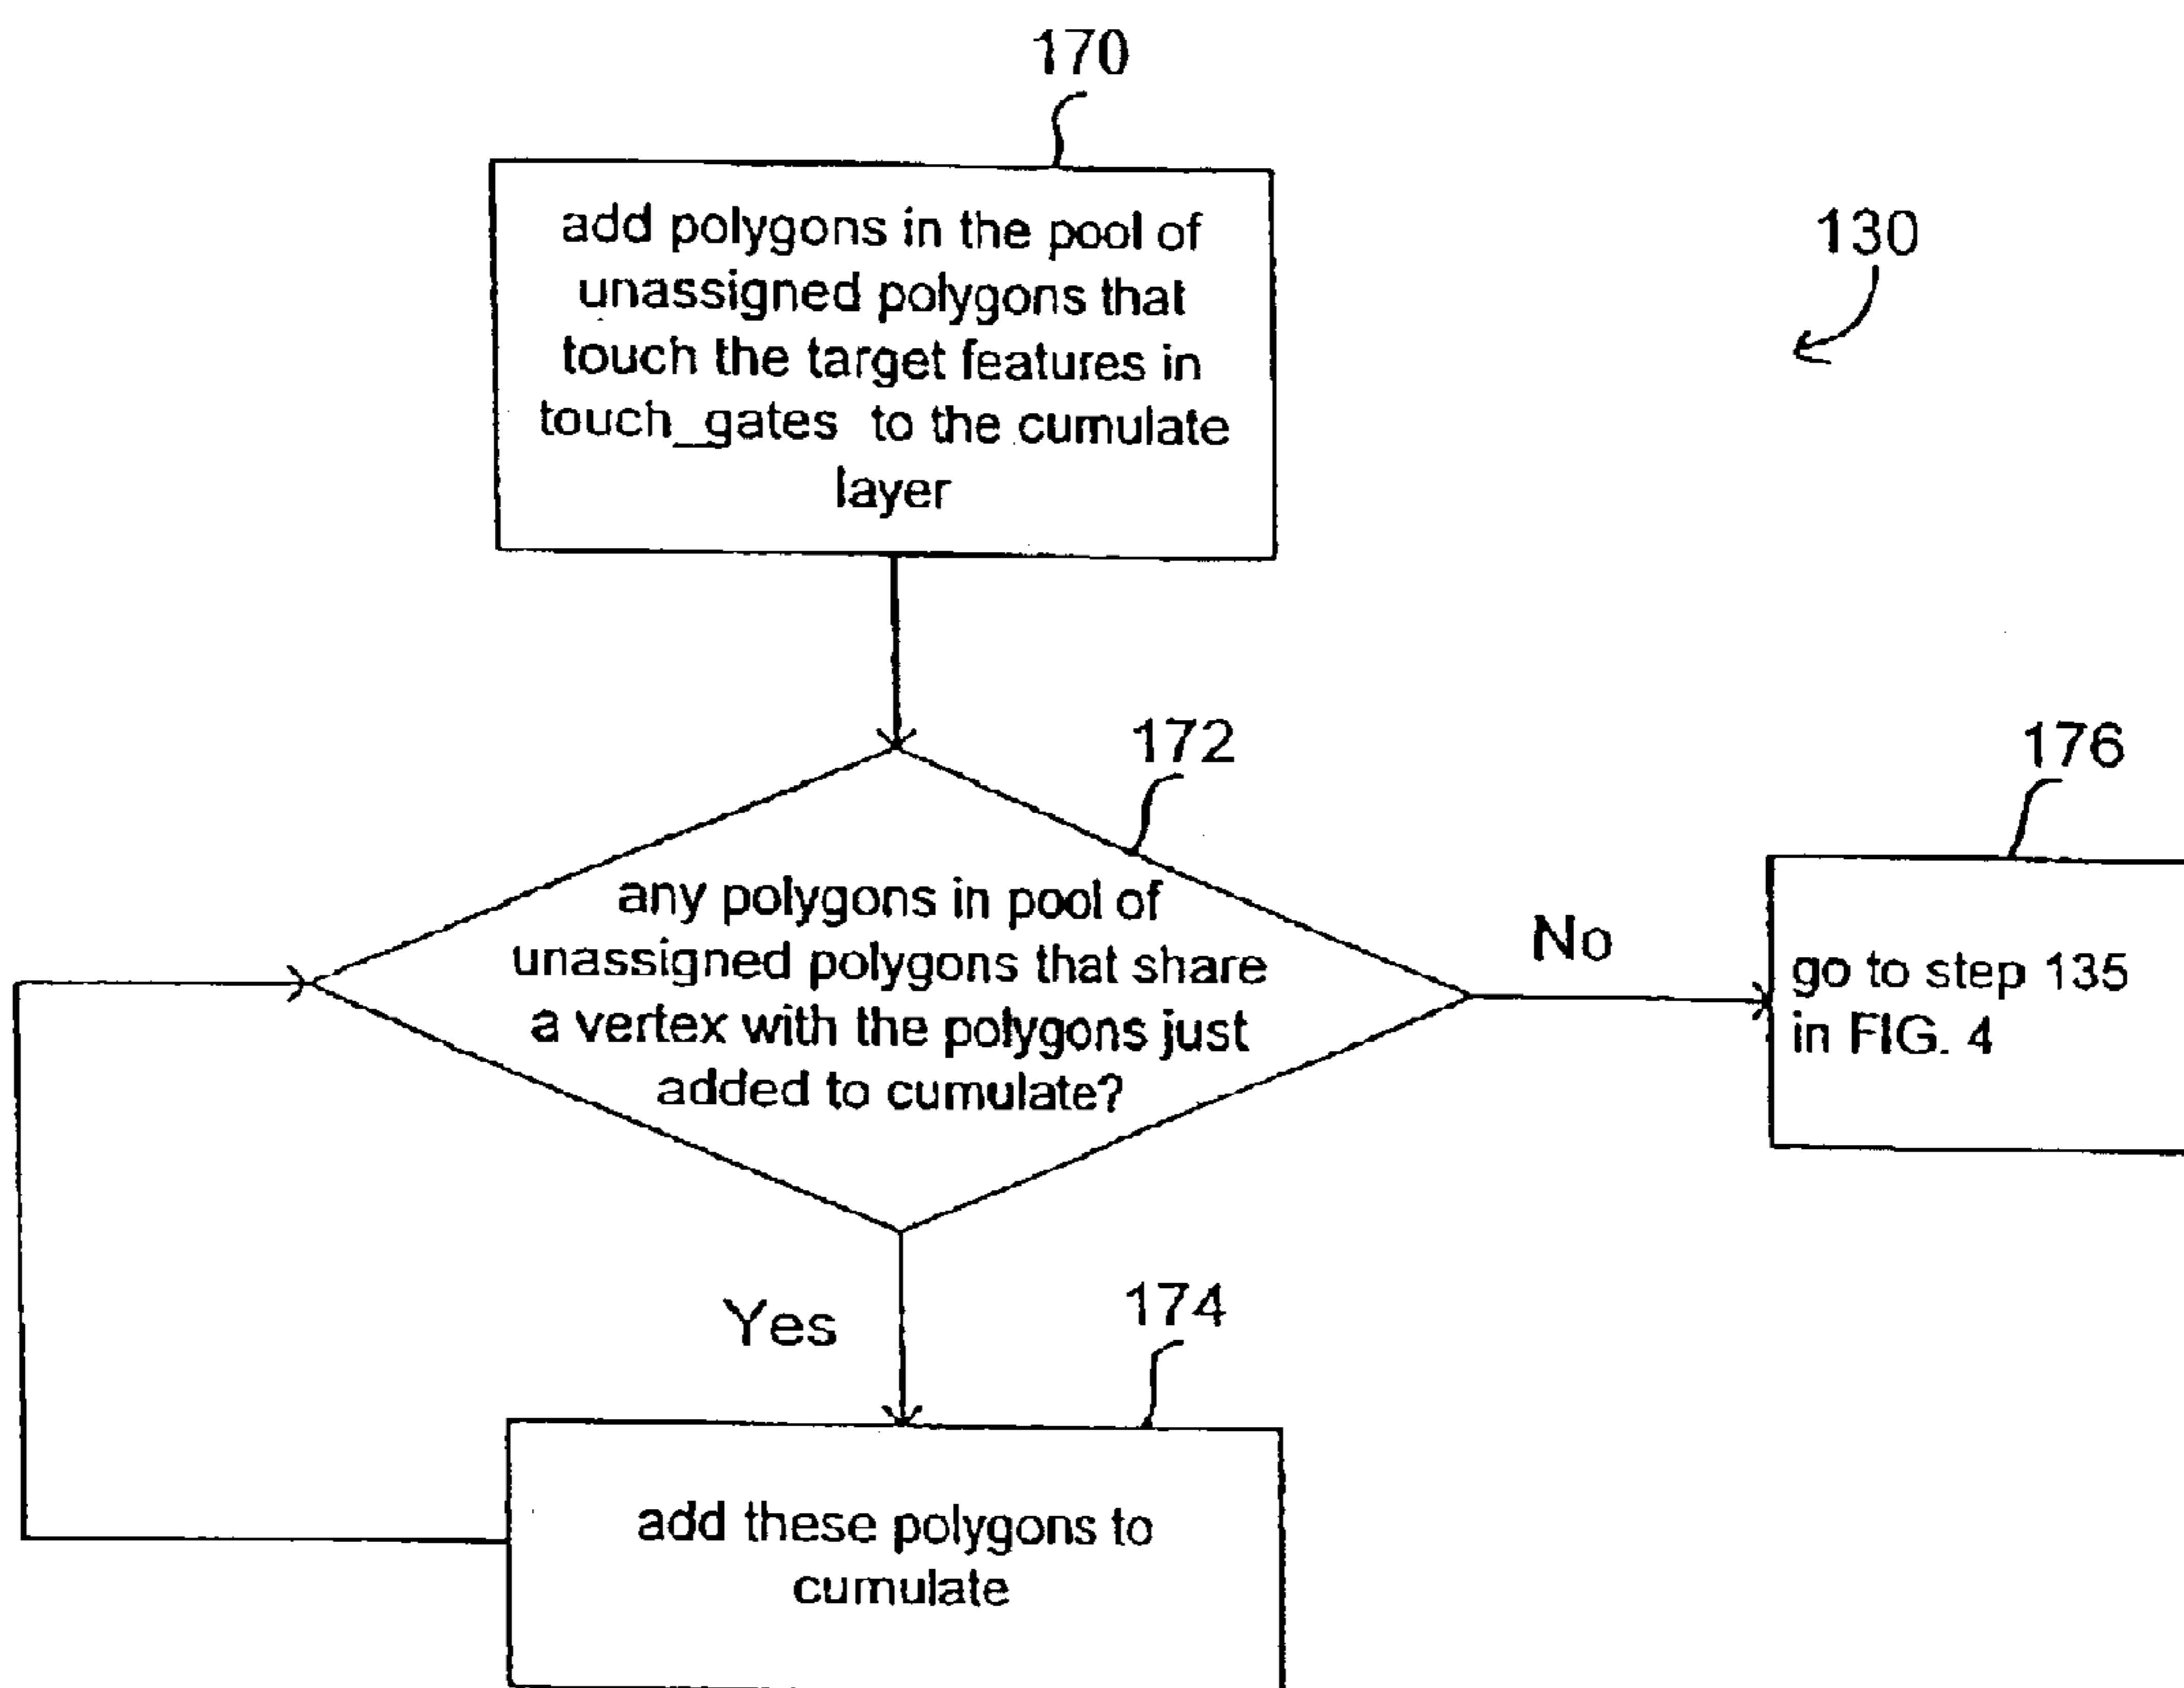 170
add polygons in the pool of
unassigned polygons that
touch the target features in
touch_gates to the cumulate
layer
130
172
any polygons in pool of
unassigned polygons that share
a vertex with the polygons just
added to cumulate?
No
176
go to step 135
in FIG. 4
Yes
174
add these polygons to
cumulate